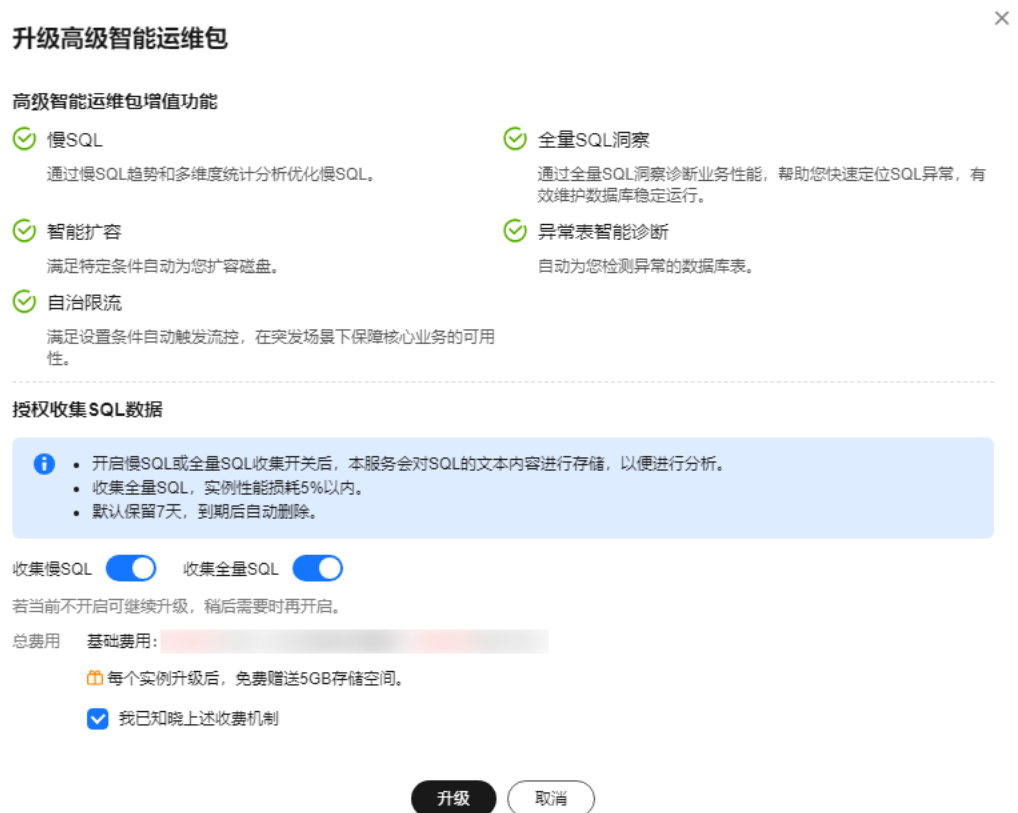 升级高级智能运维包
高级智能运维包增值功能
慢SQL
通过慢SQL趋势和多维度统计分析优化慢SQL。
全量SQL洞察
通过全量SQL洞察诊断业务性能，帮助您快速定位SQL异常，有
效维护数据库稳定运行。
智能扩容
满足特定条件自动为您扩容磁盘。
异常表智能诊断
自动为您检测异常的数据库表。
自治限流
满足设置条件自动触发流控，在突发场景下保障核心业务的可用
性。
授权收集SQL数据
开启慢SQL或全量SQL收集开关后，本服务会对SQL的文本内容进行存储，以便进行分析。
收集全量SQL，实例性能损耗5%以内。
默认保留7天，到期后自动删除。
收集慢SQL 收集全量SQL
若当前不开启可继续升级，稍后需要时再开启。
总费用 基础费用：
每个实例升级后，免费赠送5GB存储空间。
我已知晓上述收费机制
升级 取消